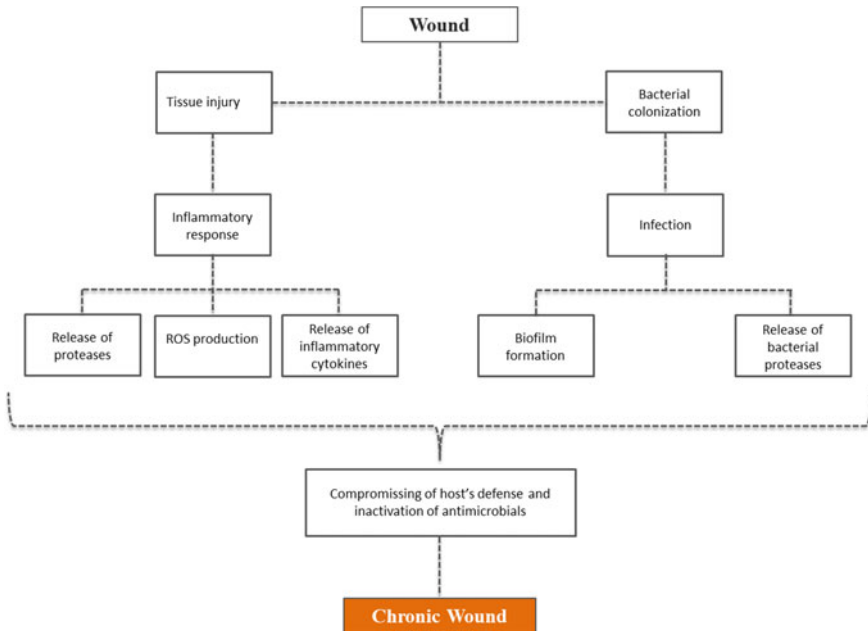 Wound
Tissue injury
Bacterial
colonization
Inflammatory
response
Infection
Release of
proteases
ROS production
Release of
inflammatory
cytokines
Biofilm
formation
Release of
bacterial
proteases
Compromissing of host's defense and
inactivation of antimicrobials
Chronic Wound